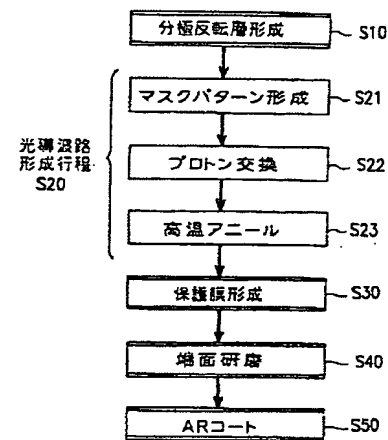 分極反転層形成 S10
マスクパターン形成 S21
光導波路
形成行程
S20
プロトン交換 S22
高温アニール S23
保護膜形成 S30
端面研磨 S40
ARコート S50